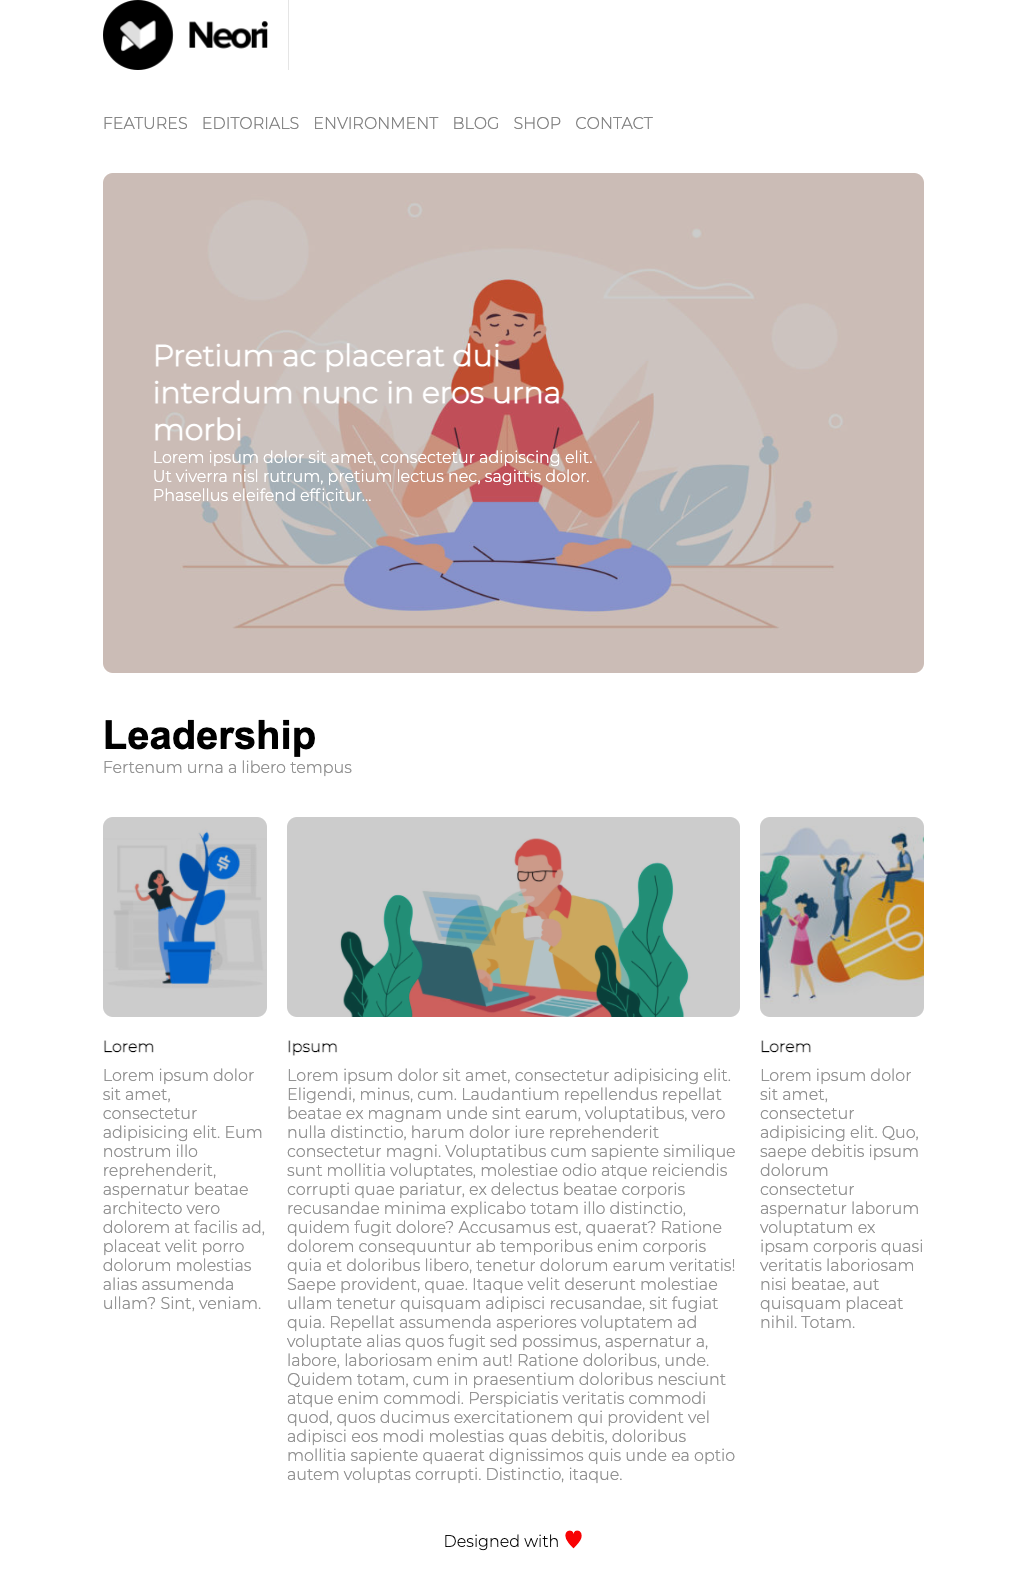 Neori
FEATURES EDITORIALS ENVIRONMENT BLOG SHOP CONTACT
Pretium ac placerat dui
interdum nunc in eros urna
morbi
Lorem ipsum dolor sit amet, consectetur adipiscing elit.
Ut viverra nisl rutrum, pretium lectus nec, sagittis dolor.
Phasellus eleifend efficitur...
Leadership
Fertenum urna a libero tempus
Lorem
Lorem ipsum dolor
sit amet,
consectetur
adipisicing elit. Eum
nostrum illo
reprehenderit,
aspernatur beatae
architecto vero
dolorem at facilis ad,
placeat velit porro
dolorum molestias
alias assumenda
ullam? Sint, veniam.
Ipsum
Lorem ipsum dolor sit amet, consectetur adipisicing elit.
Eligendi, minus, cum. Laudantium repellendus repellat
beatae ex magnam unde sint earum, voluptatibus, vero
nulla distinctio, harum dolor iure reprehenderit
consectetur magni. Voluptatibus cum sapiente similique
sunt mollitia voluptates, molestiae odio atque reiciendis
corrupti quae pariatur, ex delectus beatae corporis
recusandae minima explicabo totam illo distinctio,
quidem fugit dolore? Accusamus est, quaerat? Ratione
dolorem consequuntur ab temporibus enim corporis
quia et doloribus libero, tenetur dolorum earum veritatis!
Saepe provident, quae. Itaque velit deserunt molestiae
ullam tenetur quisquam adipisci recusandae, sit fugiat
quia. Repellat assumenda asperiores voluptatem ad
voluptate alias quos fugit sed possimus, aspernatur a,
labore, laboriosam enim aut! Ratione doloribus, unde.
Quidem totam, cum in praesentium doloribus nesciunt
atque enim commodi. Perspiciatis veritatis commodi
quod, quos ducimus exercitationem qui provident vel
adipisci eos modi molestias quas debitis, doloribus
mollitia sapiente quaerat dignissimos quis unde ea optio
autem voluptas corrupti. Distinctio, itaque.
Lorem
Lorem ipsum dolor
sit amet,
consectetur
adipisicing elit. Quo,
saepe debitis ipsum
dolorum
consectetur
aspernatur laborum
voluptatum ex
ipsam corporis quasi
veritatis laboriosam
nisi beatae, aut
quisquam placeat
nihil. Totam.
Designed with